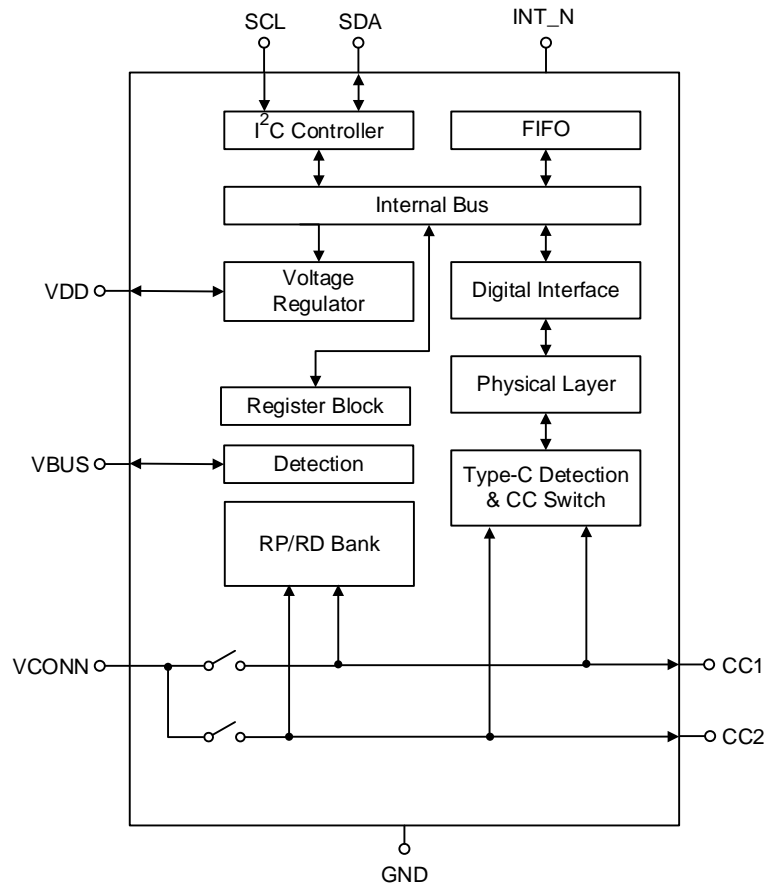 SCL
SDA
INT_N
I2C Controller
FIFO
Internal Bus
VDD
Voltage
Regulator
Digital Interface
Physical Layer
Register Block
VBUS
Detection
Type-C Detection
& CC Switch
RP/RD Bank
VCONN
CC1
CC2
GND